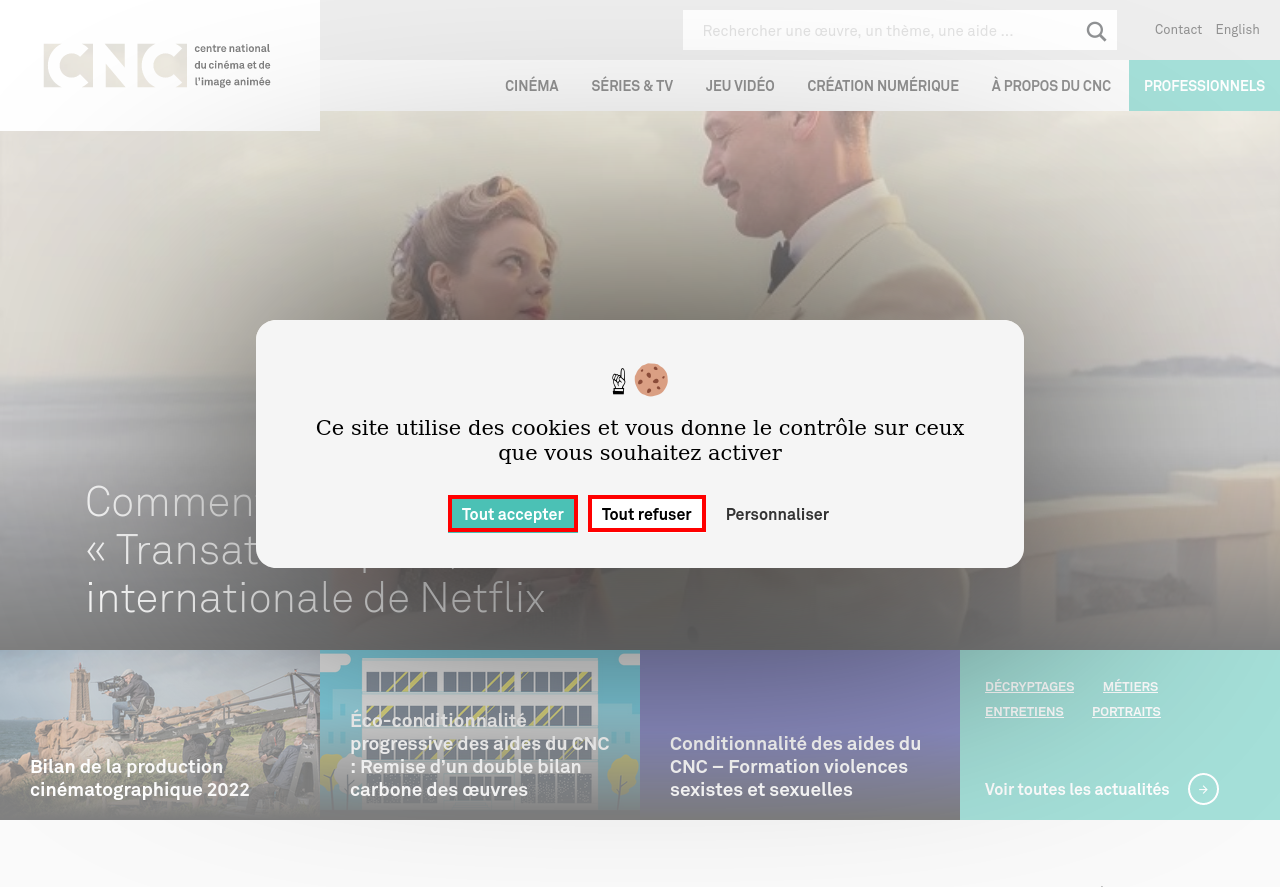 CNC
centre national
du cinéma et de
l'image animée
Rechercher une œuvre, un thème, une aide ...
Contact
English
CINÉMA
SÉRIES & TV
JEU VIDÉO
CRÉATION NUMÉRIQUE
À PROPOS DU CNC
PROFESSIONNELS
Ce site utilise des cookies et vous donne le contrôle sur ceux
que vous souhaitez activer
Tout accepter
Tout refuser
Personnaliser
« Transat
internationale de Netflix
Bilan de la production
cinématographique 2022
Éco-conditionnalité
progressive des aides du CNC
: Remise d'un double bilan
carbone des œuvres
Conditionnalité des aides du
CNC – Formation violences
sexistes et sexuelles
DÉCRYPTAGES
MÉTIERS
ENTRETIENS
PORTRAITS
Voir toutes les actualités